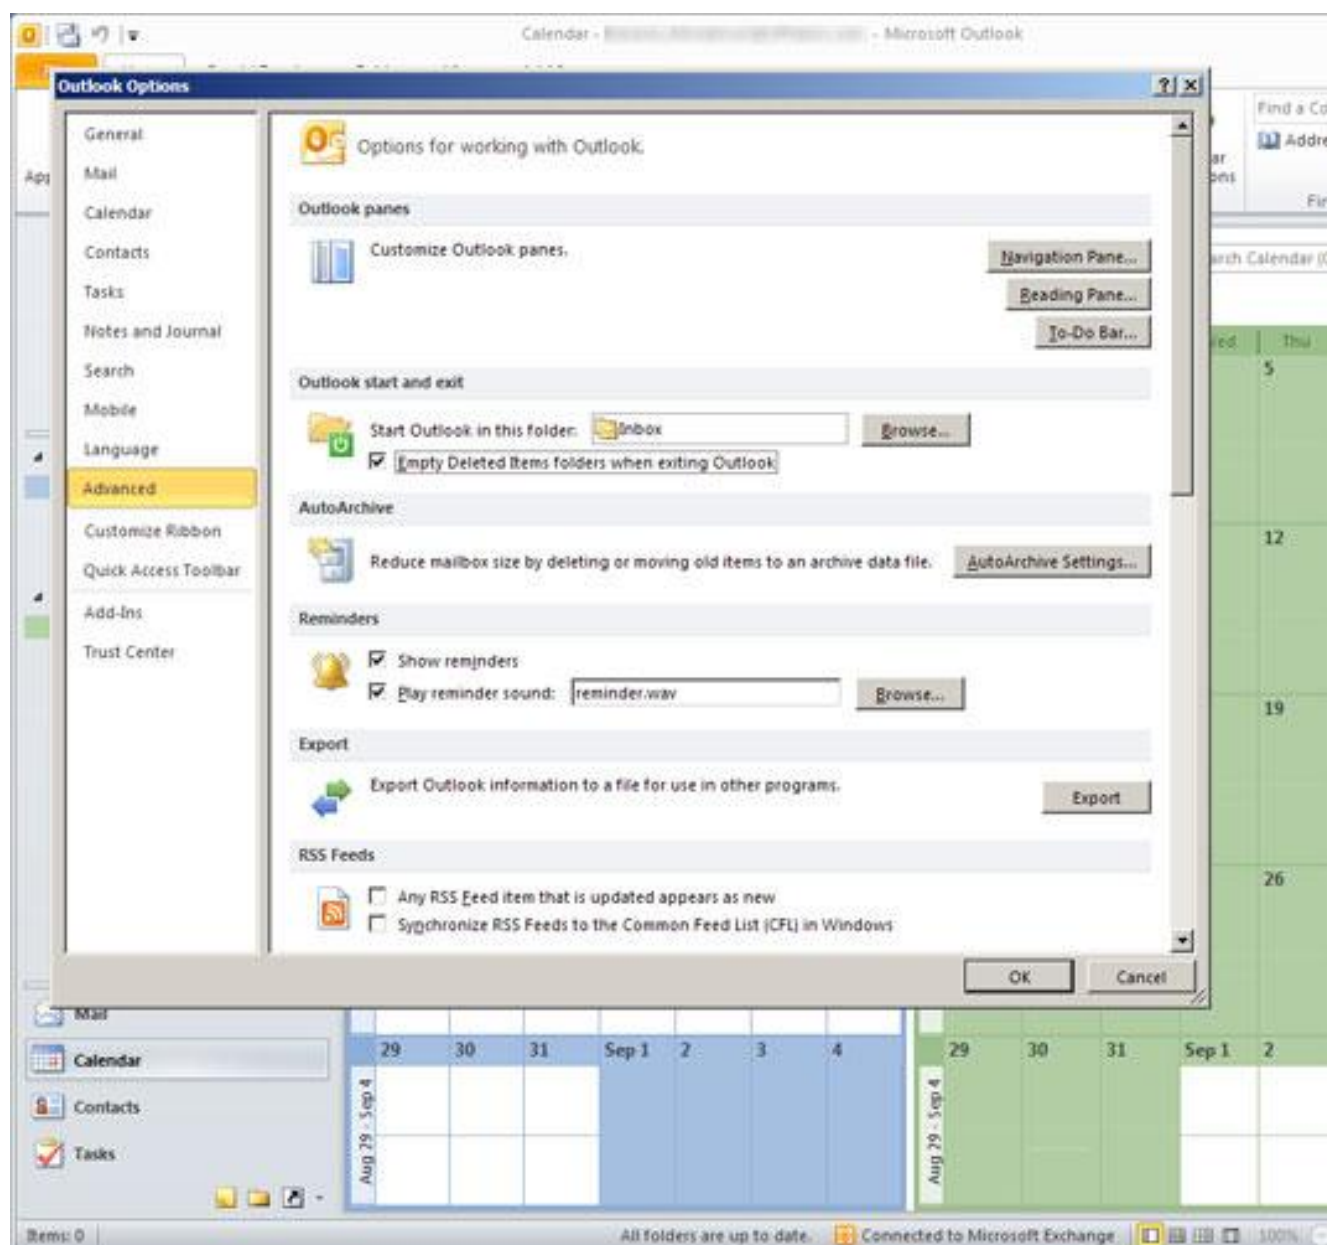 Calendar -
- Microsoft Outlook
Outlook Options
General
Mail
Calendar
Contacts
Tasks
Notes and Journal
Search
Mobile
Language
Advanced
Customize Ribbon
Quick Access Toolbar
Add-Ins
Trust Center
Options for working with Outlook.
Outlook panes
Customize Outlook panes.
Navigation Pane...
Reading Pane...
To-Do Bar...
Outlook start and exit
Start Outlook in this folder: Inbox Browse...
Empty Deleted Items folders when exiting Outlook
AutoArchive
Reduce mailbox size by deleting or moving old items to an archive data file. AutoArchive Settings...
Reminders
Show reminders
Play reminder sound: reminder.wav Browse...
Export
Export Outlook information to a file for use in other programs.
Export
RSS Feeds
Any RSS Feed item that is updated appears as new
Synchronize RSS Feeds to the Common Feed List (CFL) in Windows
OK Cancel
Find a Co
Addre
Fin
arch Calendar (C
Thu
5
12
19
26
Mail
Calendar
Contacts
Tasks
29 30 31 Sep 1 2 3 4
Aug 29 - Sep 4
29 30 31 Sep 1 2
Aug 29 - Sep 4
Items: 0
All folders are up to date. Connected to Microsoft Exchange 100%